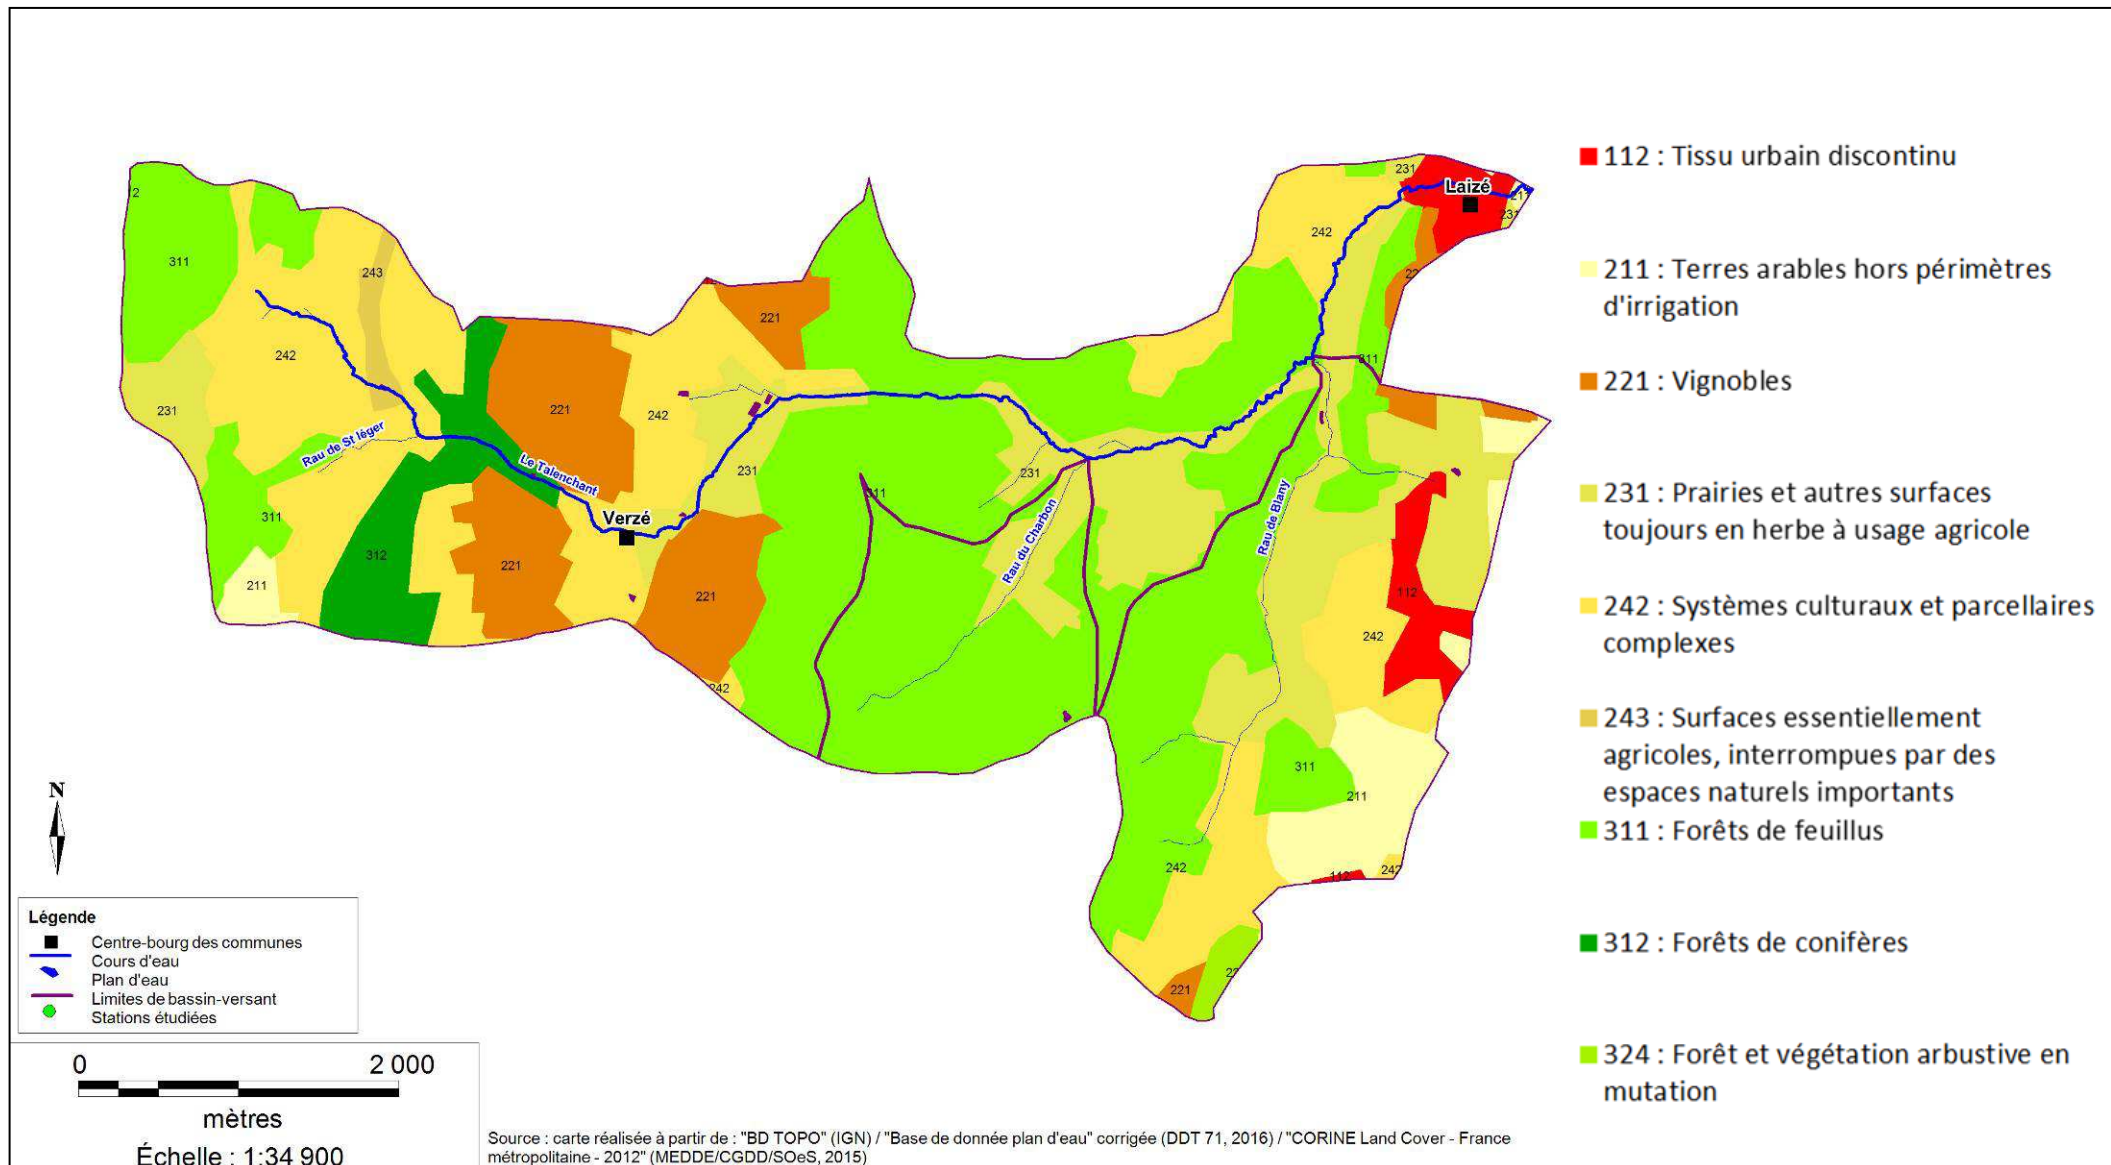 112 : Tissu urbain discontinu
211 : Terres arables hors périmètres
d'irrigation
221 : Vignobles
231 : Prairies et autres surfaces
toujours en herbe à usage agricole
242 : Systèmes culturaux et parcellaires
complexes
243 : Surfaces essentiellement
agricoles, interrompues par des
espaces naturels importants
311 : Forêts de feuillus
312 : Forêts de conifères
324 : Forêt et végétation arbustive en
mutation
231
Laizé
231
242
311
243
242
221
311
231
221
242
Rau de St léger
Le Talenchant
231
231
311
311
Verzé
Rau du Charbon
Rau de Blany
312
221
211
221
112
242
242
311
211
242
112
242
221
N
Légende
Centre-bourg des communes
Cours d'eau
Plan d'eau
Limites de bassin-versant
Stations étudiées
0 2 000
mètres
Échelle : 1:34 900
Source : carte réalisée à partir de : "BD TOPO" (IGN) / "Base de donnée plan d'eau" corrigée (DDT 71, 2016) / "CORINE Land Cover - France
métropolitaine - 2012" (MEDDE/CGDD/SOeS, 2015)